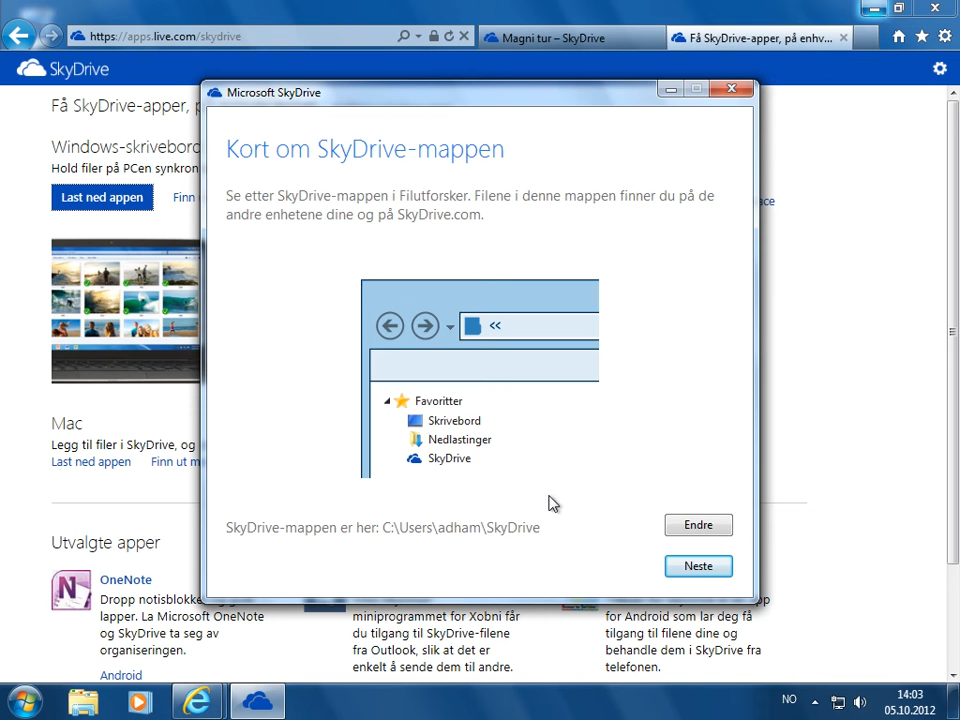 https://apps.live.com/skydrive
Magni tur – SkyDrive
Få SkyDrive-apper, på enhv...
SkyDrive
Få SkyDrive-apper,
Microsoft SkyDrive
Windows-skrivebord
Hold filer på PCen synkron
Last ned appen
Finn
Kort om SkyDrive-mappen
Se etter SkyDrive-mappen i Filutforsker. Filene i denne mappen finner du på de
andre enhetene dine og på SkyDrive.com.
<<
Favoritter
Skrivebord
Nedlastinger
SkyDrive
SkyDrive-mappen er her: C:\Users\adham\SkyDrive
Endre
Neste
Mac
Legg til filer i SkyDrive, og
Last ned appen
Finn ut m
Utvalgte apper
OneNote
Dropp notisblokke
lapper. La Microsoft OneNote
og SkyDrive ta seg av
organiseringen.
Android
miniprogrammet for Xobni får
du tilgang til SkyDrive-filene
fra Outlook, slik at det er
enkelt å sende dem til andre.
for Android som lar deg få
tilgang til filene dine og
behandle dem i SkyDrive fra
telefonen.
NO
14:03
05.10.2012